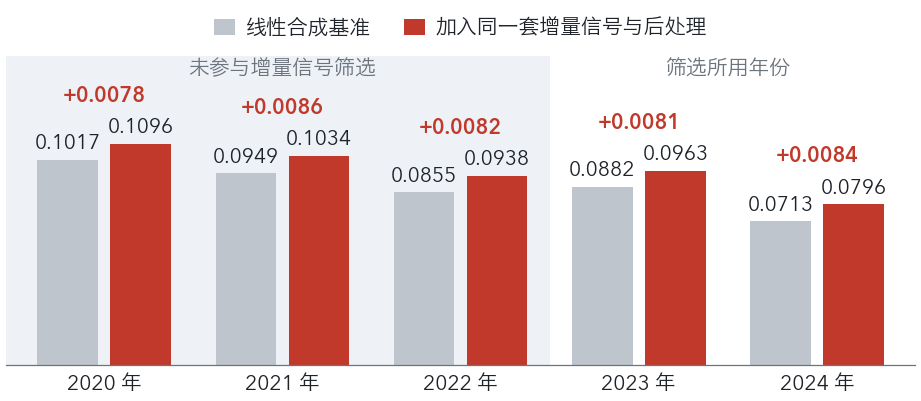 线性合成基准 加入同一套增量信号与后处理
未参与增量信号筛选 筛选所用年份
+0.0078 +0.0086 +0.0082 +0.0081 +0.0084
0.1017 0.1096 0.0949 0.1034 0.0855 0.0938 0.0882 0.0963 0.0713 0.0796
2020 年 2021 年 2022 年 2023 年 2024 年